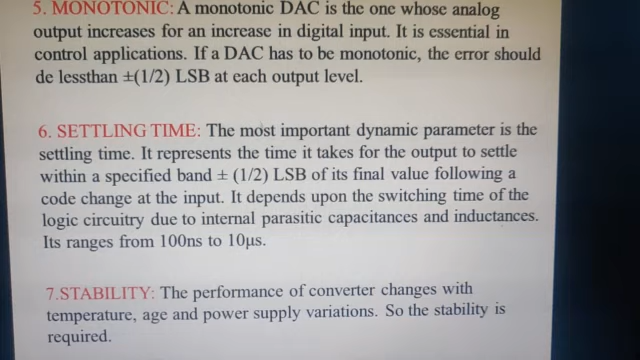 5. MONOTONIC: A monotonic DAC is the one whose analog
output increases for an increase in digital input. It is essential in
control applications. If a DAC has to be monotonic, the error should
de lessthan ±(1/2) LSB at each output level.
6. SETTLING TIME: The most important dynamic parameter is the
settling time. It represents the time it takes for the output to settle
within a specified band ± (1/2) LSB of its final value following a
code change at the input. It depends upon the switching time of the
logic circuitry due to internal parasitic capacitances and inductances.
Its ranges from 100ns to 10µs.
7.STABILITY: The performance of converter changes with
temperature, age and power supply variations. So the stability is
required.